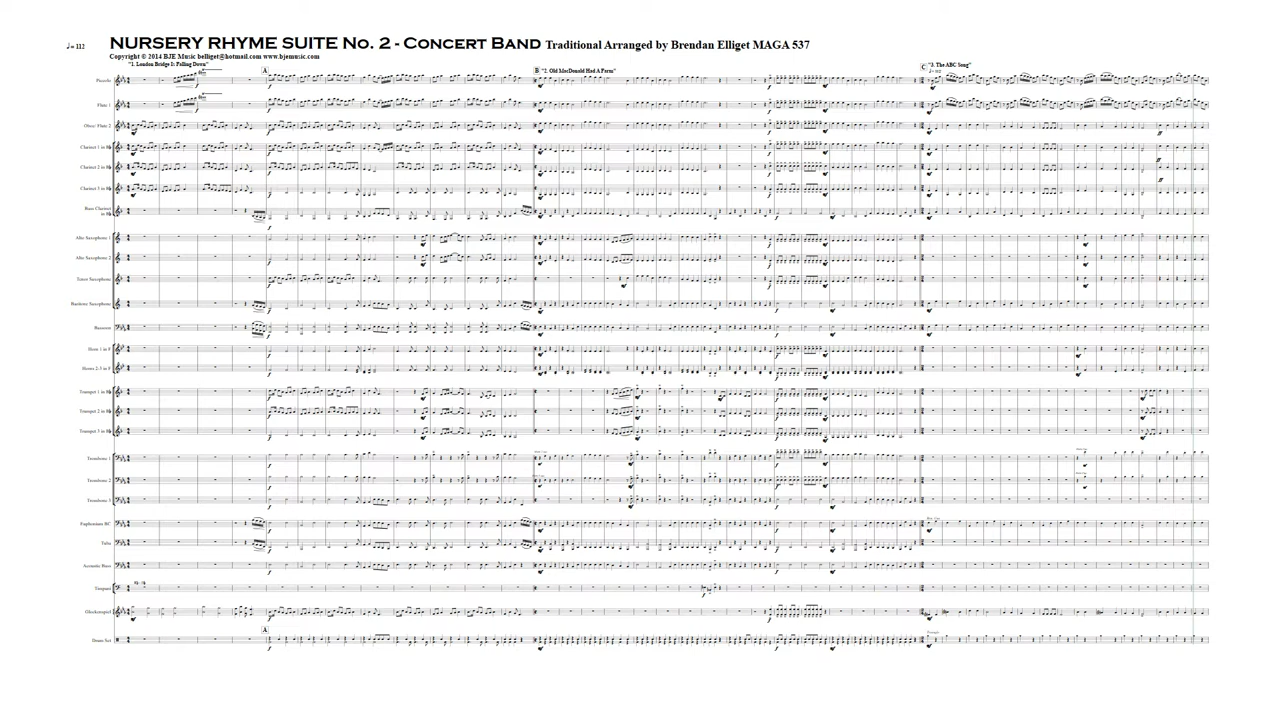 ♩= 112
NURSERY RHYME SUITE No. 2 - Concert Band Traditional Arranged by Brendan Elliget MAGA 537
Copyright © 2014 BJE Music belliget@hotmail.com www.bjemusic.com
"1. London Bridge Is Falling Down"
A
B "2. Old MacDonald Had A Farm"
C "3. The ABC Song"
♩= 112
Piccolo
Flute 1
Oboe/ Flute 2
Clarinet 1 in B♭
Clarinet 2 in B♭
Clarinet 3 in B♭
Bass Clarinet
in B♭
Alto Saxophone 1
Alto Saxophone 2
Tenor Saxophone
Baritone Saxophone
Bassoon
Horn 1 in F
Horns 2-3 in F
Trumpet 1 in B♭
Trumpet 2 in B♭
Trumpet 3 in B♭
Trombone 1
Trombone 2
Trombone 3
Euphonium BC
Tuba
Acoustic Bass
Timpani
Glockenspiel
A
Drum Set
Triangle